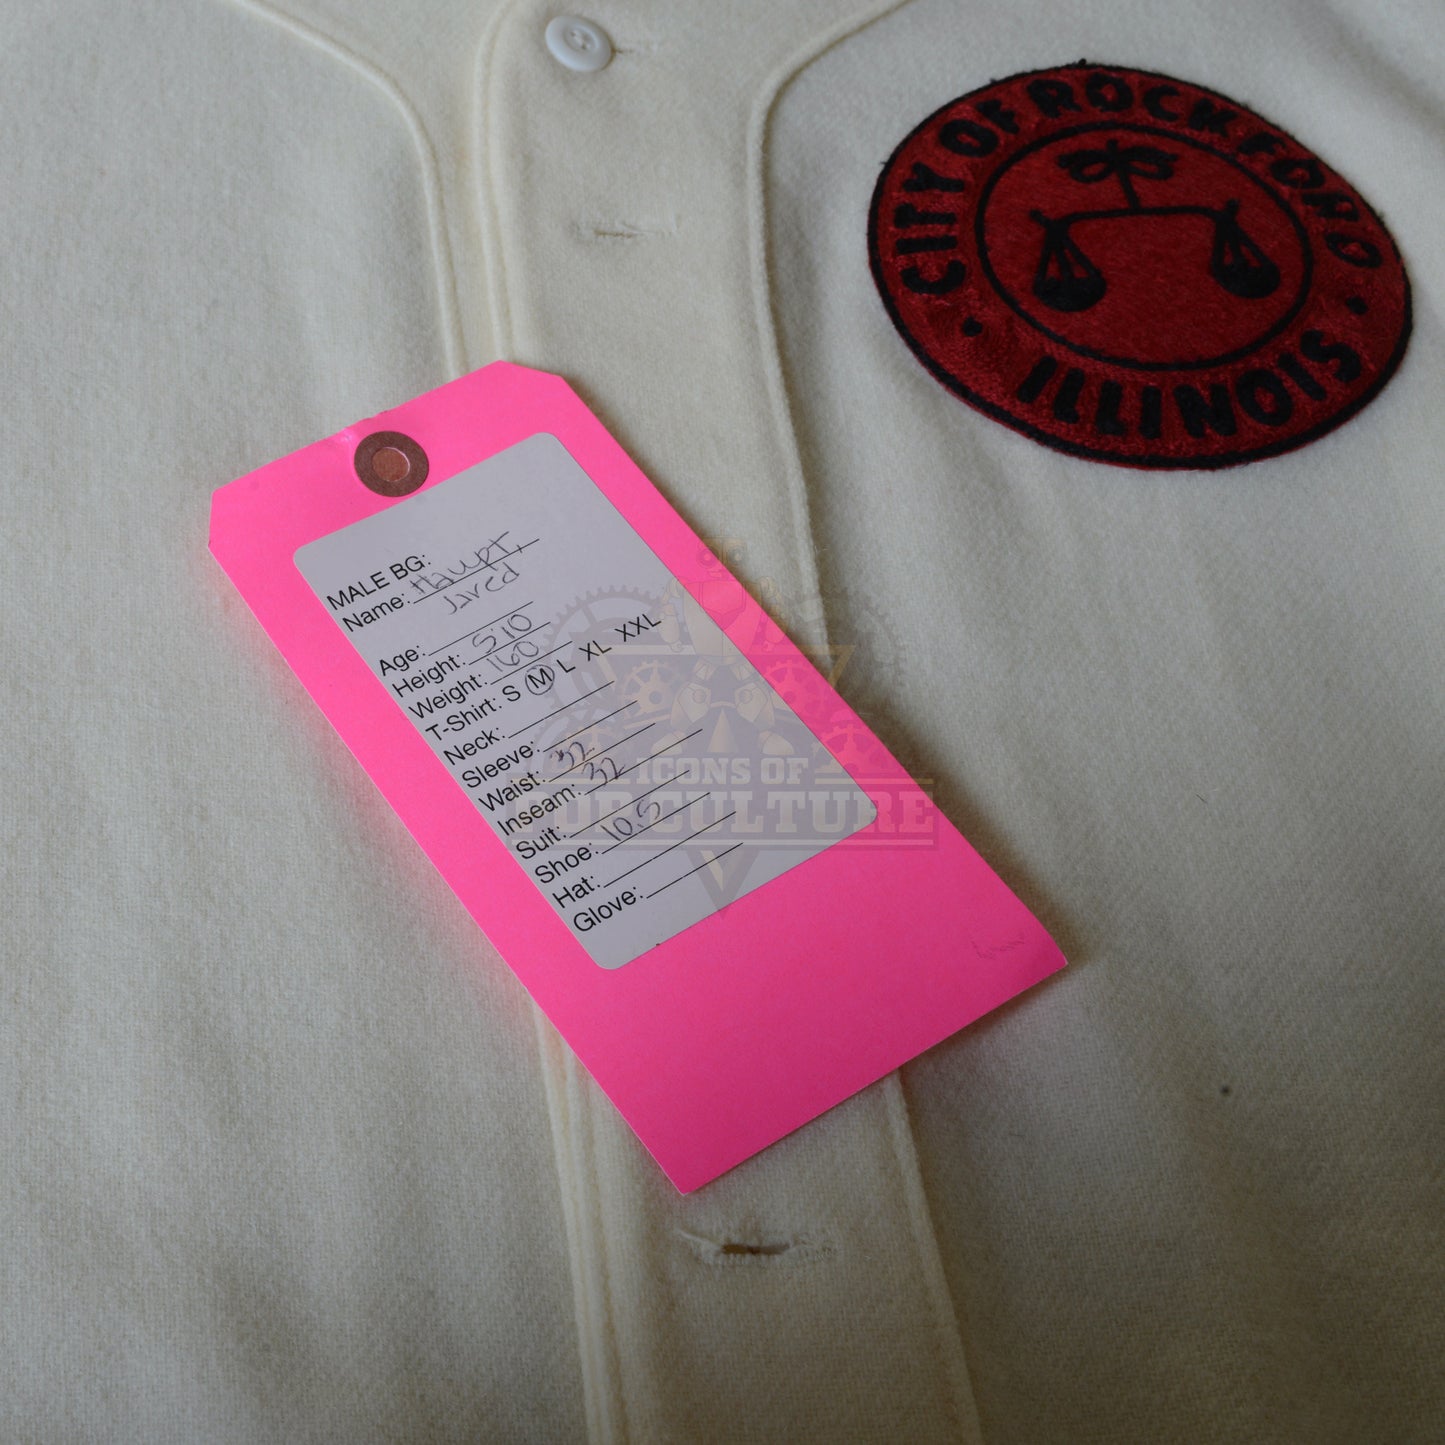 CITY OF ROCKFORD
• ILLINOIS •
MALE BG:
Name: Haupt,
Jared
Age:
Height: 5'10
Weight: 160
T-Shirt: S M L XL XXL
Neck:
Sleeve:
Waist: 32
Inseam: 32
Suit:
Shoe: 10.5
Hat:
Glove:
ICONS OF
POP CULTURE